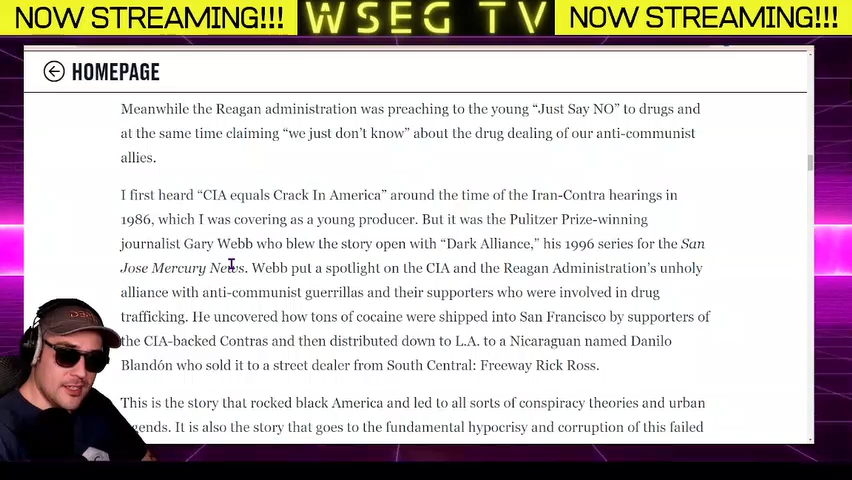 NOW STREAMING!!! WSEG TV NOW STREAMING!!!
HOMEPAGE
Meanwhile the Reagan administration was preaching to the young “Just Say NO” to drugs and
at the same time claiming “we just don’t know” about the drug dealing of our anti-communist
allies.
I first heard “CIA equals Crack In America” around the time of the Iran-Contra hearings in
1986, which I was covering as a young producer. But it was the Pulitzer Prize-winning
journalist Gary Webb who blew the story open with “Dark Alliance,” his 1996 series for the San
Jose Mercury News. Webb put a spotlight on the CIA and the Reagan Administration’s unholy
alliance with anti-communist guerrillas and their supporters who were involved in drug
trafficking. He uncovered how tons of cocaine were shipped into San Francisco by supporters of
the CIA-backed Contras and then distributed down to L.A. to a Nicaraguan named Danilo
Blandón who sold it to a street dealer from South Central: Freeway Rick Ross.
This is the story that rocked black America and led to all sorts of conspiracy theories and urban
gends. It is also the story that goes to the fundamental hypocrisy and corruption of this failed